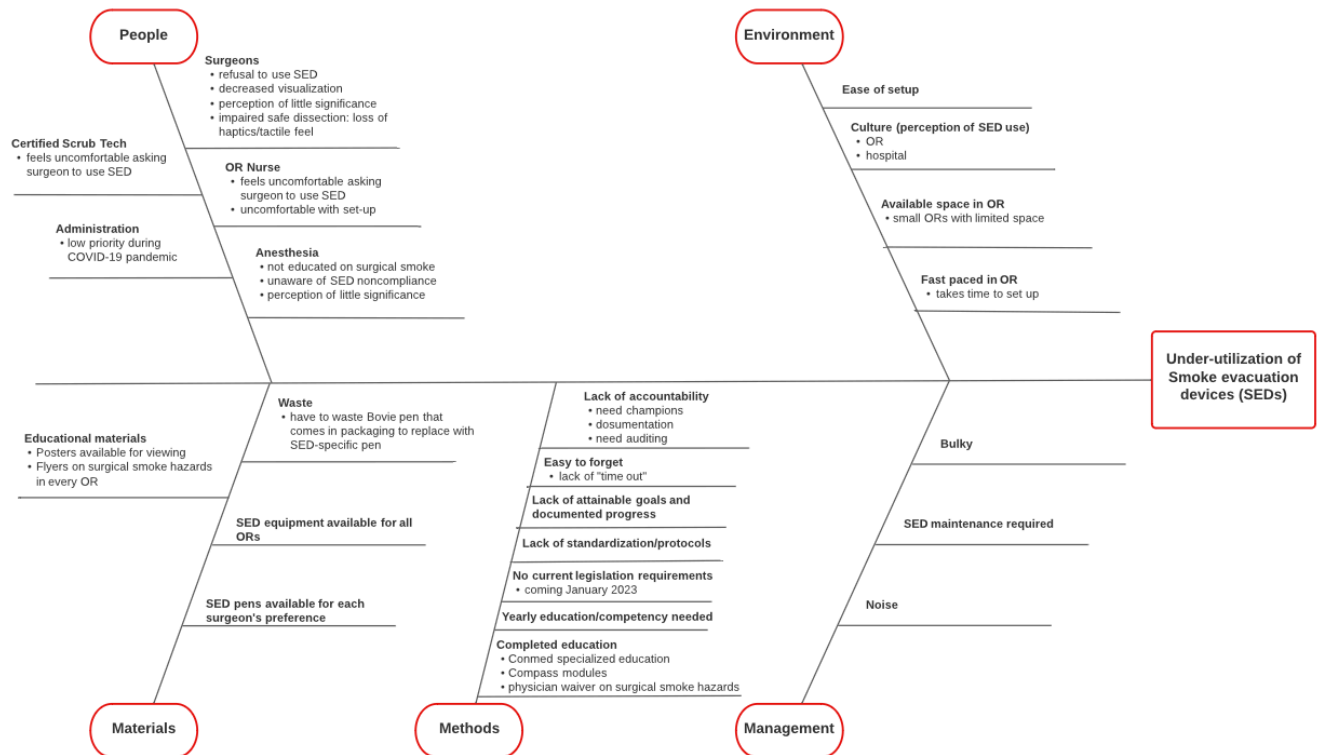 People
Surgeons
• refusal to use SED
• decreased visualization
• perception of little significance
• impaired safe dissection: loss of
haptics/tactile feel
Certified Scrub Tech
• feels uncomfortable asking
surgeon to use SED
OR Nurse
• feels uncomfortable asking
surgeon to use SED
• uncomfortable with set-up
Administration
• low priority during
COVID-19 pandemic
Anesthesia
• not educated on surgical smoke
• unaware of SED noncompliance
• perception of little significance
Environment
Ease of setup
Culture (perception of SED use)
• OR
• hospital
Available space in OR
• small ORs with limited space
Fast paced in OR
• takes time to set up
Under-utilization of
Smoke evacuation
devices (SEDs)
Waste
• have to waste Bovie pen that
comes in packaging to replace with
SED-specific pen
Educational materials
• Posters available for viewing
• Flyers on surgical smoke hazards
in every OR
SED equipment available for all
ORs
SED pens available for each
surgeon's preference
Materials
Lack of accountability
• need champions
• dosumentation
• need auditing
Easy to forget
• lack of "time out"
Lack of attainable goals and
documented progress
Lack of standardization/protocols
No current legislation requirements
• coming January 2023
Yearly education/competency needed
Completed education
• Conmed specialized education
• Compass modules
• physician waiver on surgical smoke hazards
Methods
Bulky
SED maintenance required
Noise
Management